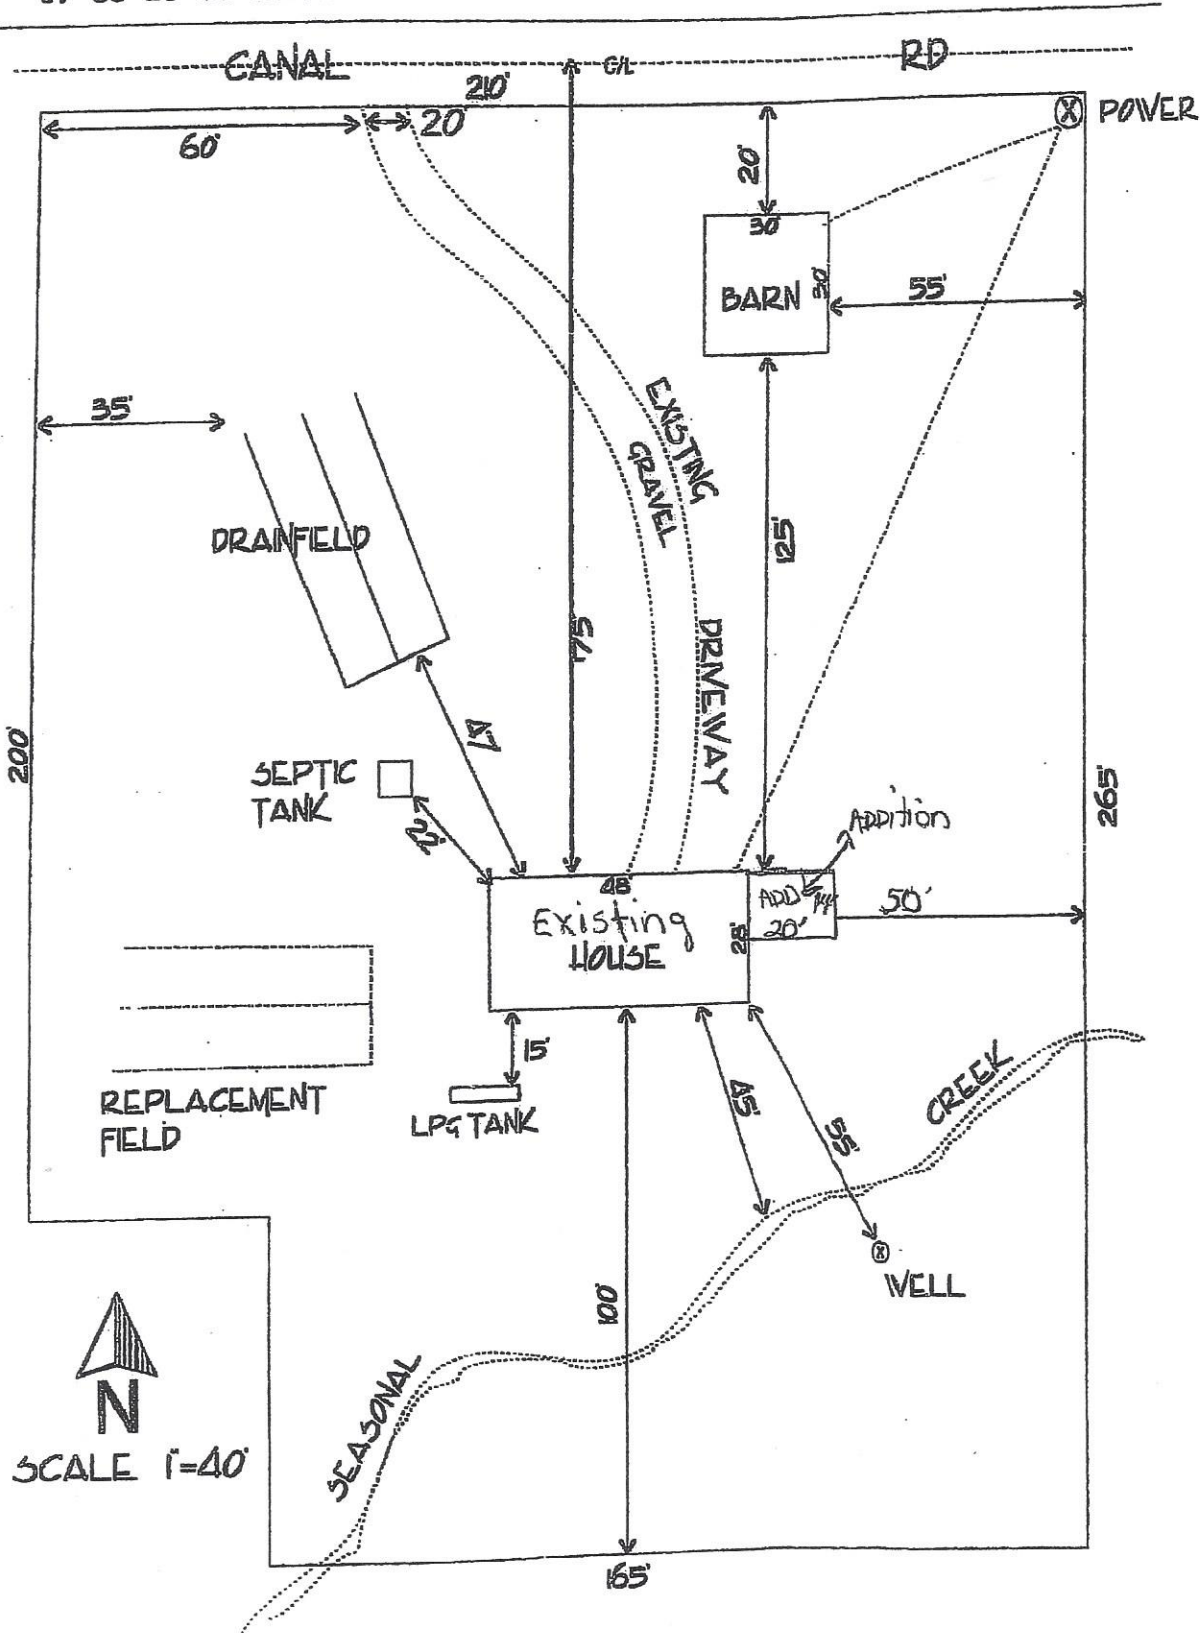 CANAL
C/L
RD
210'
POWER
60'
20'
20'
30'
30'
BARN
55'
35'
EXISTING
GRAVEL
DRIVEWAY
DRAINFIELD
125'
175'
47'
200'
265'
SEPTIC
TANK
22'
ADDition
48'
Existing
HOUSE
28'
ADD
20'
50'
15'
REPLACEMENT
FIELD
LPG TANK
45'
55'
CREEK
WELL
100'
SEASONAL
N
SCALE 1"=40'
165'